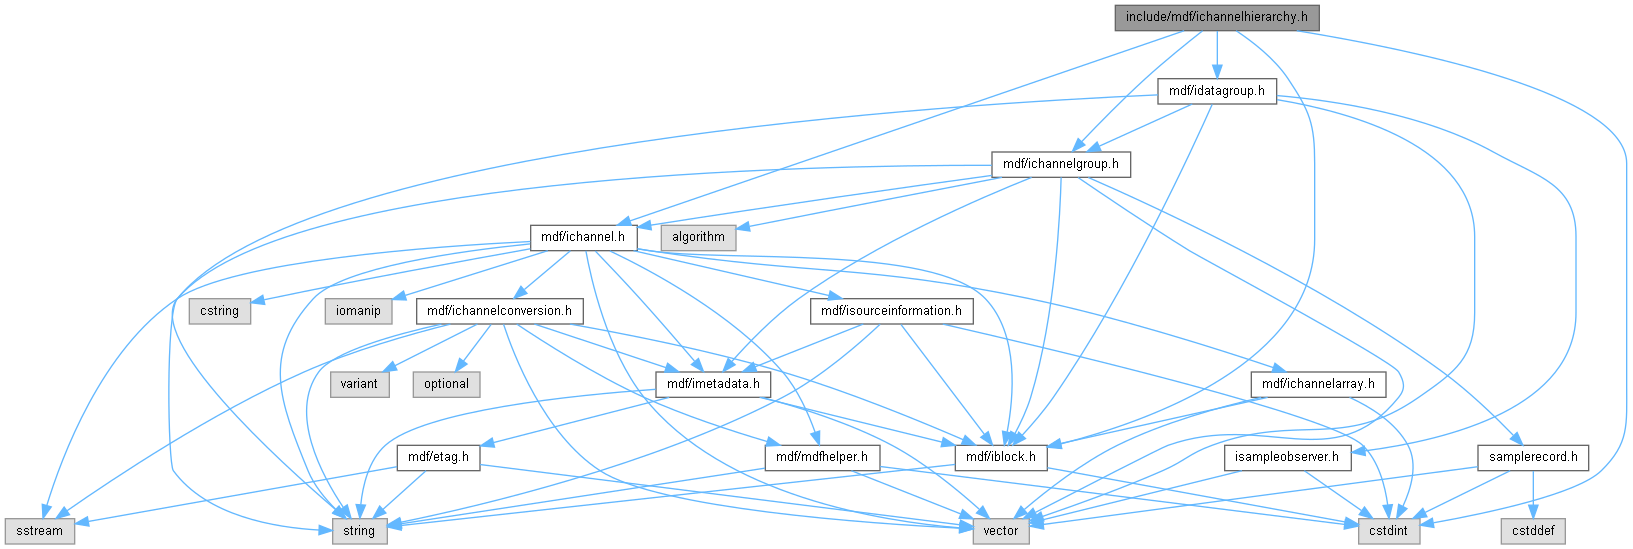 include/mdf/ichannelhierarchy.h
mdf/idatagroup.h
mdf/ichannelgroup.h
mdf/ichannel.h
algorithm
cstring
iomanip
mdf/ichannelconversion.h
mdf/isourceinformation.h
variant
optional
mdf/imetadata.h
mdf/ichannelarray.h
mdf/etag.h
mdf/mdfhelper.h
mdf/iblock.h
isampleobserver.h
samplerecord.h
sstream
string
vector
cstdint
cstddef